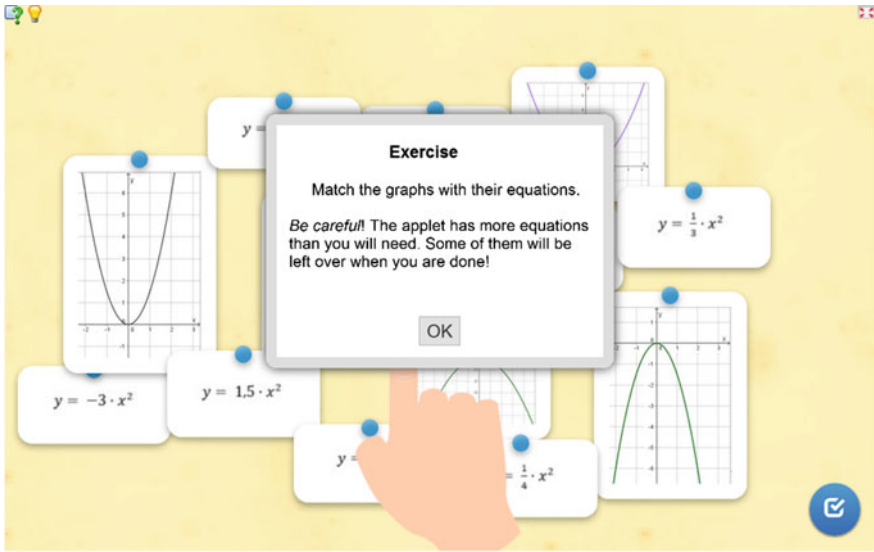 Exercise
Match the graphs with their equations.
Be careful! The applet has more equations
than you will need. Some of them will be
left over when you are done!
OK
y =
y = 1/3 · x²
y = −3 · x²
y = 1,5 · x²
y =
= 1/4 · x²